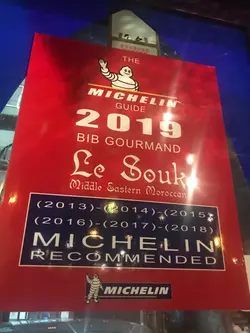 THE
MICHELIN
GUIDE
2019
BIB GOURMAND
Le Souk
Middle Eastern Moroccan
(2013)-(2014)-(2015)
(2016)-(2017)-(2018)
MICHELIN
RECOMMENDED
MICHELIN